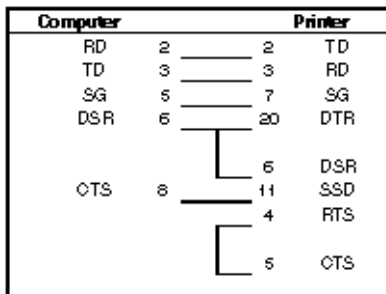 Computer Printer
RD 2 2 TD
TD 3 3 RD
SG 5 7 SG
DSR 6 20 DTR
6 DSR
CTS 8 11 SSD
4 RTS
5 CTS